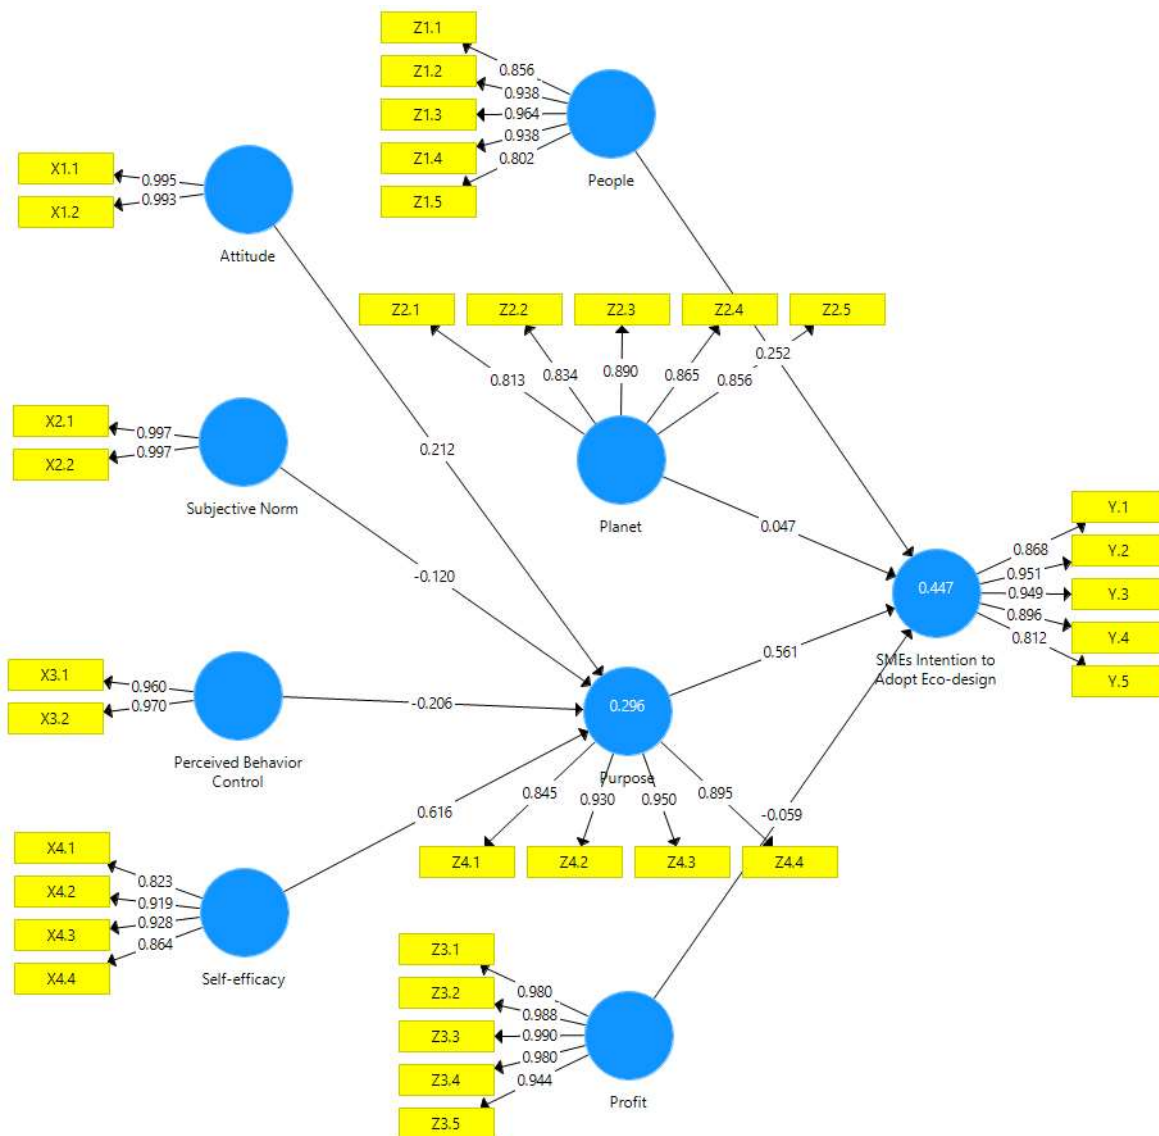 Z1.1
Z1.2
Z1.3
Z1.4
Z1.5
0.856
0.938
0.964
0.938
0.802
People
X1.1
X1.2
0.995
0.993
Attitude
Z2.1
Z2.2
Z2.3
Z2.4
Z2.5
0.813
0.834
0.890
0.865
0.856
0.252
Planet
X2.1
X2.2
0.997
0.997
Subjective Norm
0.212
0.047
-0.120
Y.1
Y.2
Y.3
Y.4
Y.5
0.868
0.951
0.949
0.896
0.812
0.447
SMEs Intention to
Adopt Eco-design
X3.1
X3.2
0.960
0.970
Perceived Behavior
Control
-0.206
0.561
0.296
Purpose
0.845
0.930
0.950
0.895
-0.059
Z4.1
Z4.2
Z4.3
Z4.4
0.616
X4.1
X4.2
X4.3
X4.4
0.823
0.919
0.928
0.864
Self-efficacy
Z3.1
Z3.2
Z3.3
Z3.4
Z3.5
0.980
0.988
0.990
0.980
0.944
Profit